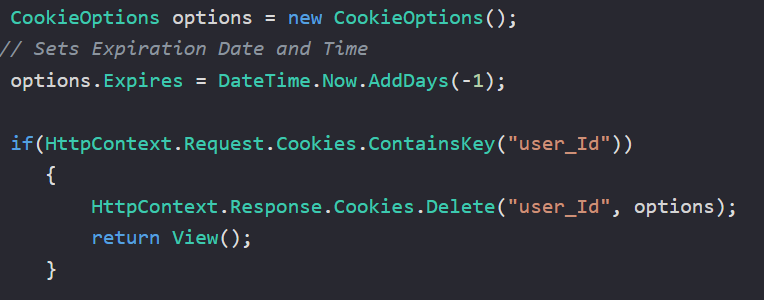 CookieOptions options = new CookieOptions();
// Sets Expiration Date and Time
options.Expires = DateTime.Now.AddDays(-1);
if(HttpContext.Request.Cookies.ContainsKey("user_Id"))
{
HttpContext.Response.Cookies.Delete("user_Id", options);
return View();
}